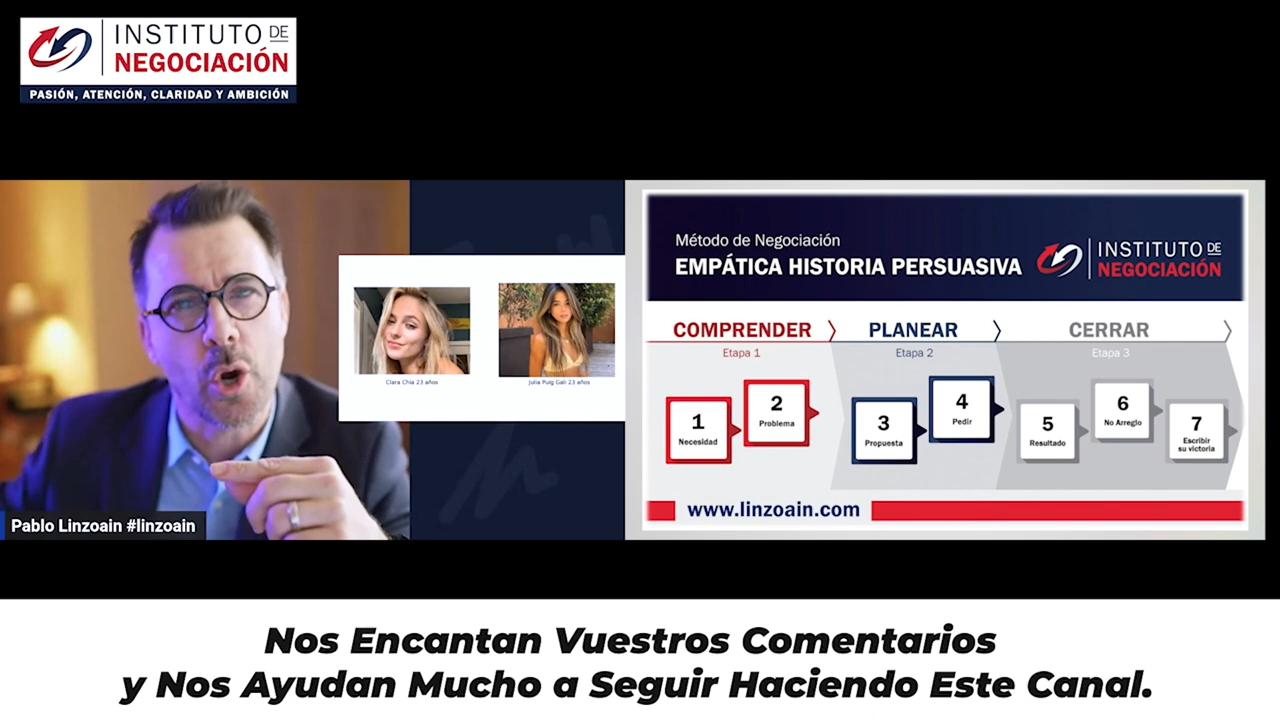 INSTITUTO DE
NEGOCIACIÓN
PASIÓN, ATENCIÓN, CLARIDAD Y AMBICIÓN
Pablo Linzoain #linzoain
Clara Chia 23 años
Julia Puig Gali 23 años
Método de Negociación
EMPÁTICA HISTORIA PERSUASIVA
INSTITUTO DE
NEGOCIACIÓN
COMPRENDER
Etapa 1
PLANEAR
Etapa 2
CERRAR
Etapa 3
1
Necesidad
2
Problema
3
Propuesta
4
Pedir
5
Resultado
6
No Arreglo
7
Escribir
su victoria
www.linzoain.com
Nos Encantan Vuestros Comentarios
y Nos Ayudan Mucho a Seguir Haciendo Este Canal.